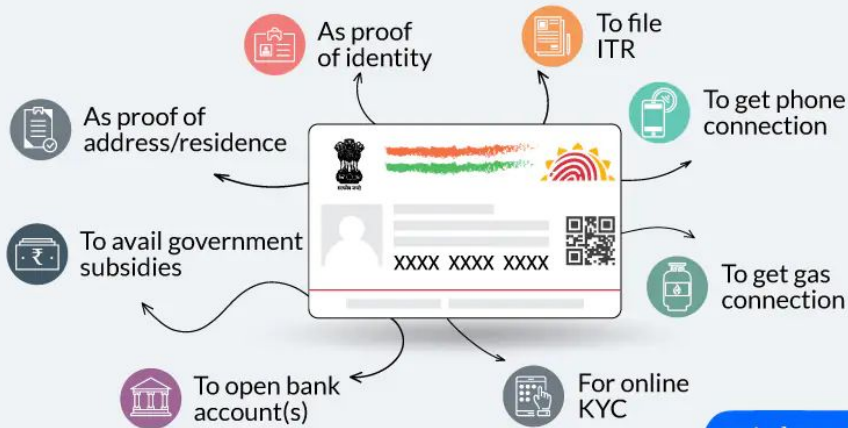 As proof
of identity
To file
ITR
As proof of
address/residence
To get phone
connection
To avail government
subsidies
XXXX XXXX XXXX
To get gas
connection
To open bank
account(s)
For online
KYC